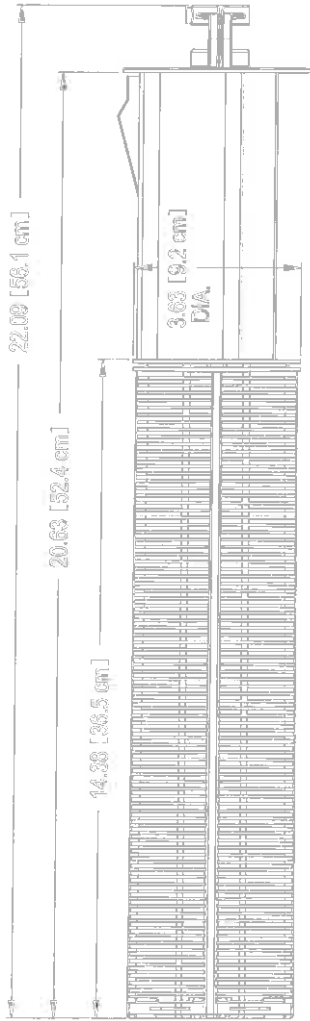 22.09 [56.1 cm]
20.63 [52.4 cm]
14.38 [36.5 cm]
3.63 [9.2 cm]
DIA.